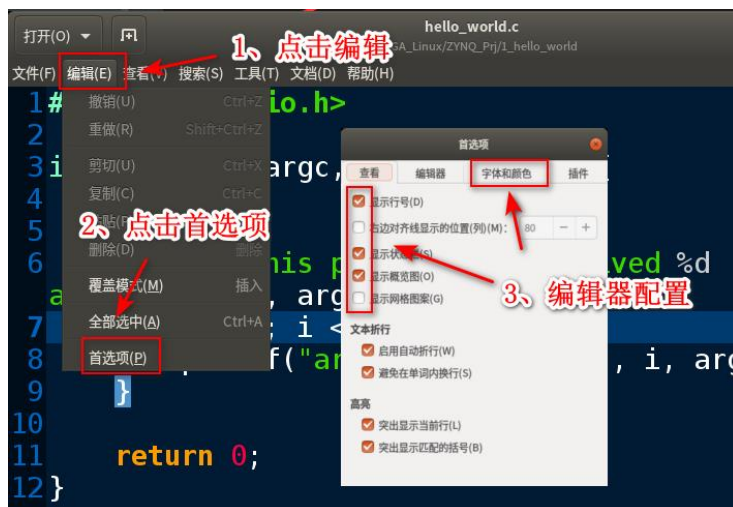 打开(O)
hello_world.c
GA_Linux/ZYNQ_Prj/1_hello_world
1、点击编辑
文件(F) 编辑(E) 查看(V) 搜索(S) 工具(T) 文档(D) 帮助(H)
1 # io.h>
撤销(U) Ctrl+Z
2
重做(R) Shift+Ctrl+Z
3 i argc,
剪切(U) Ctrl+X
4
复制(C) Ctrl+C
5
2、点击首选项
删除(D) 删除
6 his p ved %d
覆盖模式(M) 插入
a , arg
全部选中(A) Ctrl+A
7 ; i <
首选项(P)
8 f("ar , i, arg
9 }
10
11 return 0;
12 }
首选项
查看 编辑器 字体和颜色 插件
显示行号(D)
右边对齐线显示的位置(列)(M): 80 - +
显示状态栏(S)
显示概览图(O)
显示网格图案(G)
3、编辑器配置
文本折行
启用自动折行(W)
避免在单词内换行(S)
高亮
突出显示当前行(L)
突出显示匹配的括号(B)